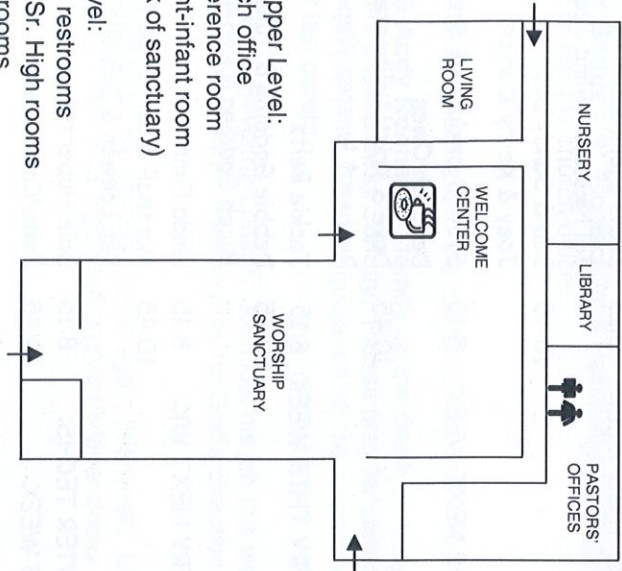 NURSERY
LIBRARY
PASTORS'
OFFICES
LIVING
ROOM
WELCOME
CENTER
WORSHIP
SANCTUARY
pper Level:
ch office
erence room
nt-infant room
k of sanctuary)
vel:
restrooms
Sr. High rooms
rooms